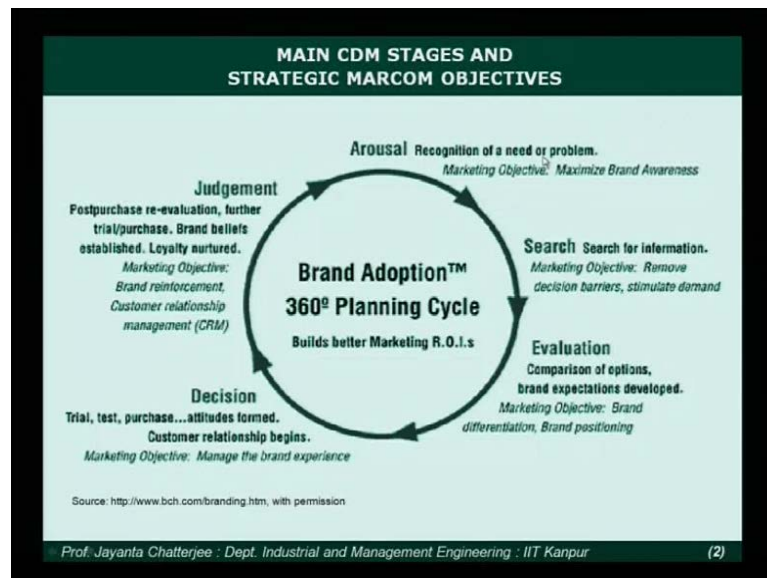 MAIN CDM STAGES AND
STRATEGIC MARCOM OBJECTIVES
Arousal Recognition of a need or problem.
Marketing Objective: Maximize Brand Awareness
Search Search for information.
Marketing Objective: Remove
decision barriers, stimulate demand
Evaluation
Comparison of options,
brand expectations developed.
Marketing Objective: Brand
differentiation, Brand positioning
Decision
Trial, test, purchase...attitudes formed.
Customer relationship begins.
Marketing Objective: Manage the brand experience
Judgement
Postpurchase re-evaluation, further
trial/purchase. Brand beliefs
established. Loyalty nurtured.
Marketing Objective:
Brand reinforcement,
Customer relationship
management (CRM)
Brand Adoption™
360º Planning Cycle
Builds better Marketing R.O.I.s
Source: http://www.bch.com/branding.htm, with permission
Prof. Jayanta Chatterjee : Dept. Industrial and Management Engineering : IIT Kanpur (2)